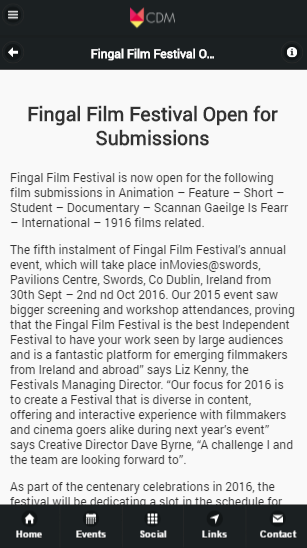 CDM
Fingal Film Festival O...
Fingal Film Festival Open for
Submissions
Fingal Film Festival is now open for the following
film submissions in Animation – Feature – Short –
Student – Documentary – Scannan Gaeilge Is Fearr
– International – 1916 films related.
The fifth instalment of Fingal Film Festival's annual
event, which will take place inMovies@swords,
Pavilions Centre, Swords, Co Dublin, Ireland from
30th Sept – 2nd nd Oct 2016. Our 2015 event saw
bigger screening and workshop attendances, proving
that the Fingal Film Festival is the best Independent
Festival to have your work seen by large audiences
and is a fantastic platform for emerging filmmakers
from Ireland and abroad” says Liz Kenny, the
Festivals Managing Director. “Our focus for 2016 is
to create a Festival that is diverse in content,
offering and interactive experience with filmmakers
and cinema goers alike during next year's event”
says Creative Director Dave Byrne, “A challenge I and
the team are looking forward to”.
As part of the centenary celebrations in 2016, the
festival will be dedicating a slot in the schedule for
Home Events Social Links Contact